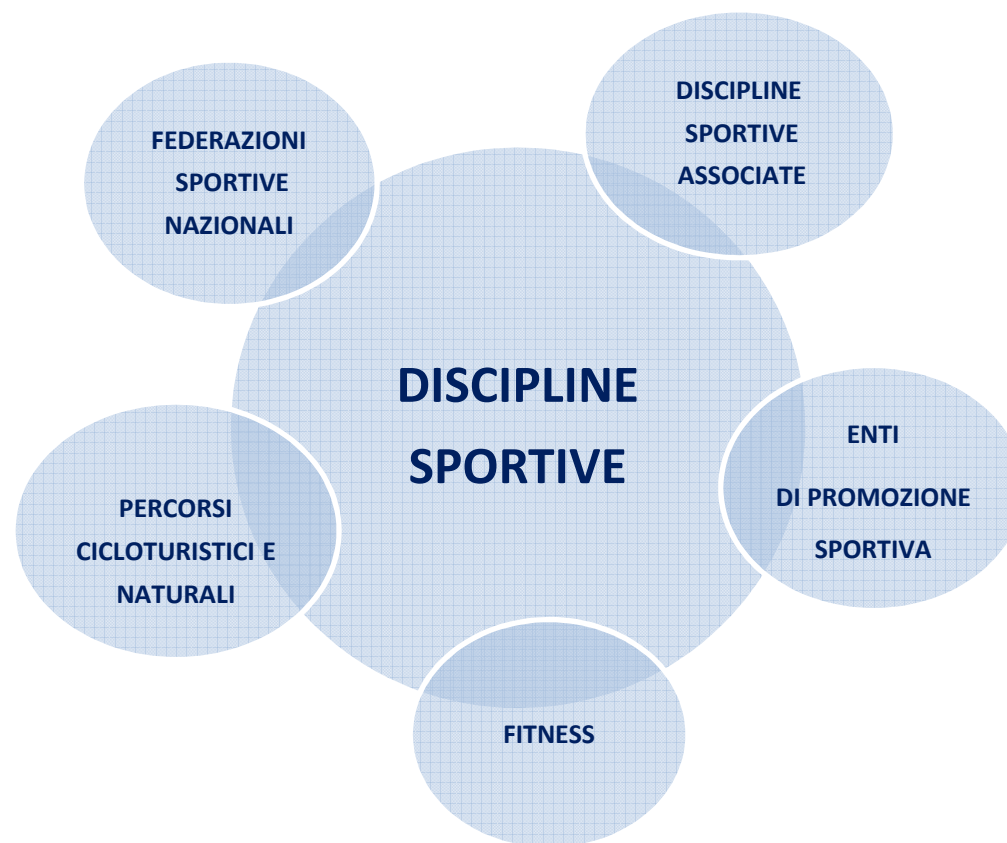 DISCIPLINE
SPORTIVE
ASSOCIATE
FEDERAZIONI
SPORTIVE
NAZIONALI
DISCIPLINE
SPORTIVE
ENTI
DI PROMOZIONE
SPORTIVA
PERCORSI
CICLOTURISTICI E
NATURALI
FITNESS